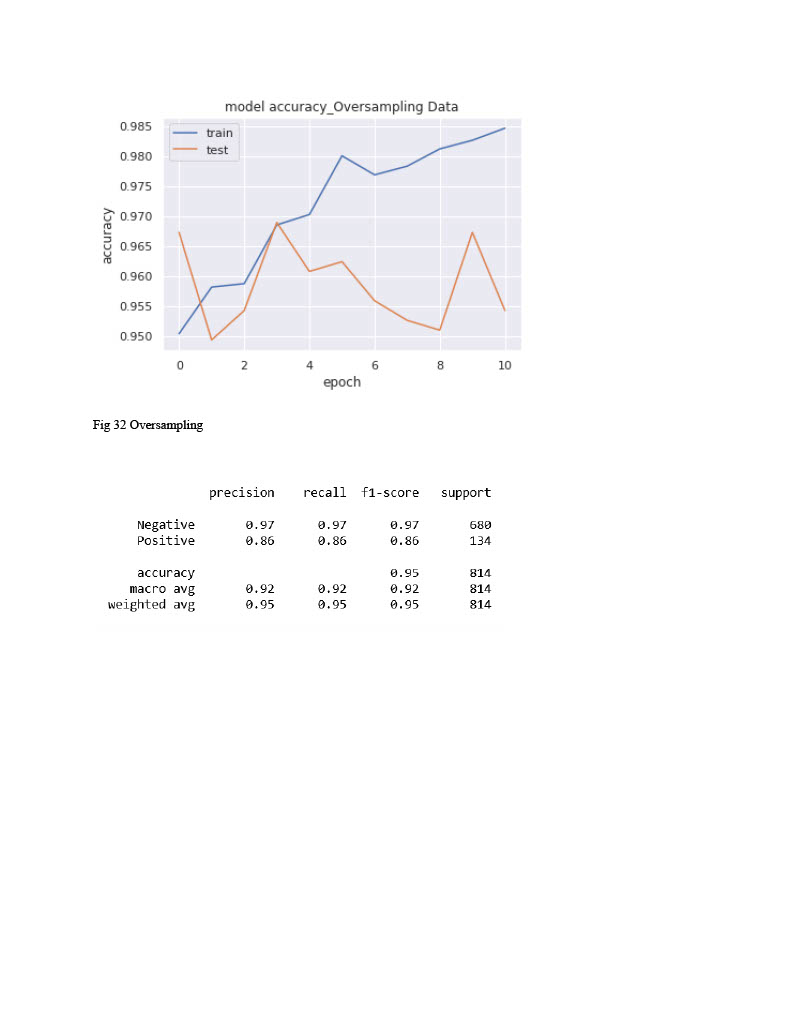 model accuracy_Oversampling Data
0.985
0.980
0.975
0.970
0.965
0.960
0.955
0.950
accuracy
train
test
0 2 4 6 8 10
epoch
Fig 32 Oversampling
precision recall f1-score support
Negative 0.97 0.97 0.97 680
Positive 0.86 0.86 0.86 134
accuracy 0.95 814
macro avg 0.92 0.92 0.92 814
weighted avg 0.95 0.95 0.95 814